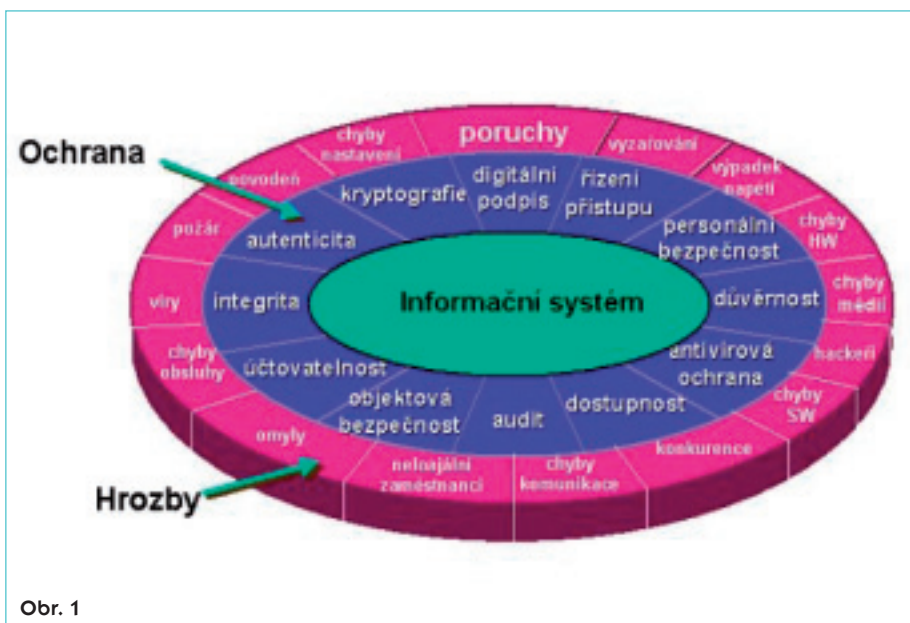 Ochrana
Hrozby
Informační systém
kryptografie
digitální
podpis
řízení
přístupu
personální
bezpečnost
důvěrnost
antivirová
ochrana
dostupnost
audit
objektová
bezpečnost
účtovatelnost
integrita
autenticita
poruchy
vyzařování
výpadek
napětí
chyby
HW
chyby
médií
hackeři
chyby
SW
konkurence
chyby
komunikace
neloajální
zaměstnanci
omyly
chyby
obsluhy
viry
požár
povodeň
chyby
nastavení
Obr. 1